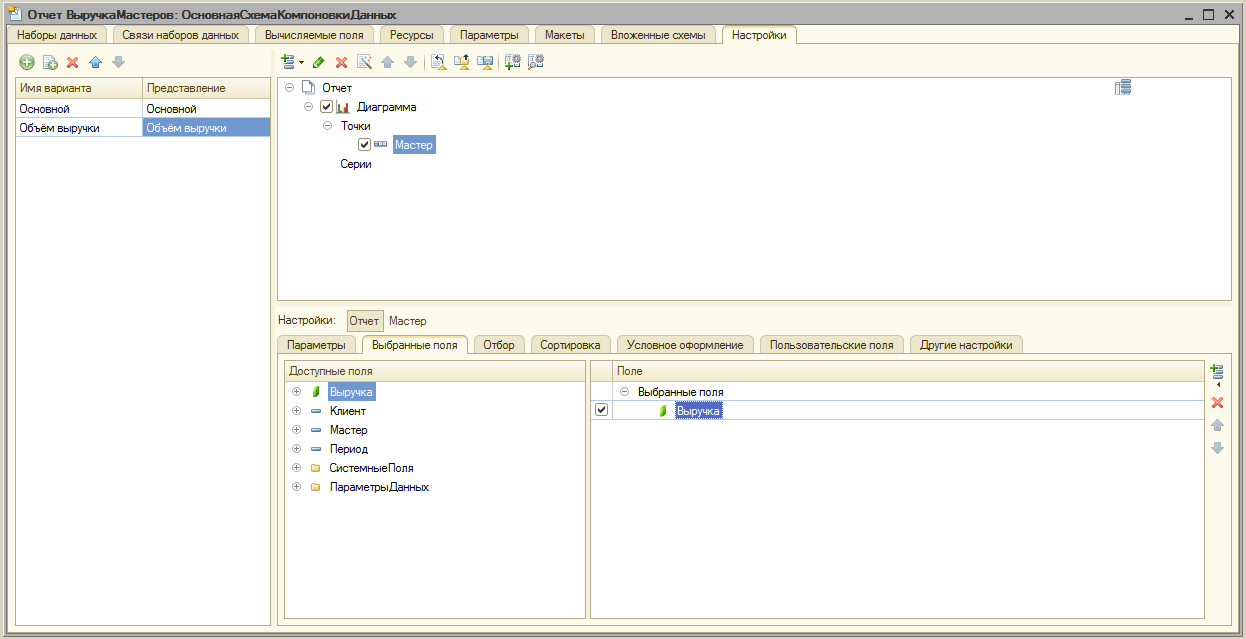 Отчет ВыручкаМастеров: ОсновнаяСхемаКомпоновкиДанных
Наборы данных Связи наборов данных Вычисляемые поля Ресурсы Параметры Макеты Вложенные схемы Настройки
Имя варианта Представление
Основной Основной
Объём выручки Объём выручки
Отчет
Диаграмма
Точки
Мастер
Серии
Настройки: Отчет Мастер
Параметры Выбранные поля Отбор Сортировка Условное оформление Пользовательские поля Другие настройки
Доступные поля
Выручка
Клиент
Мастер
Период
СистемныеПоля
ПараметрыДанных
Поле
Выбранные поля
Выручка